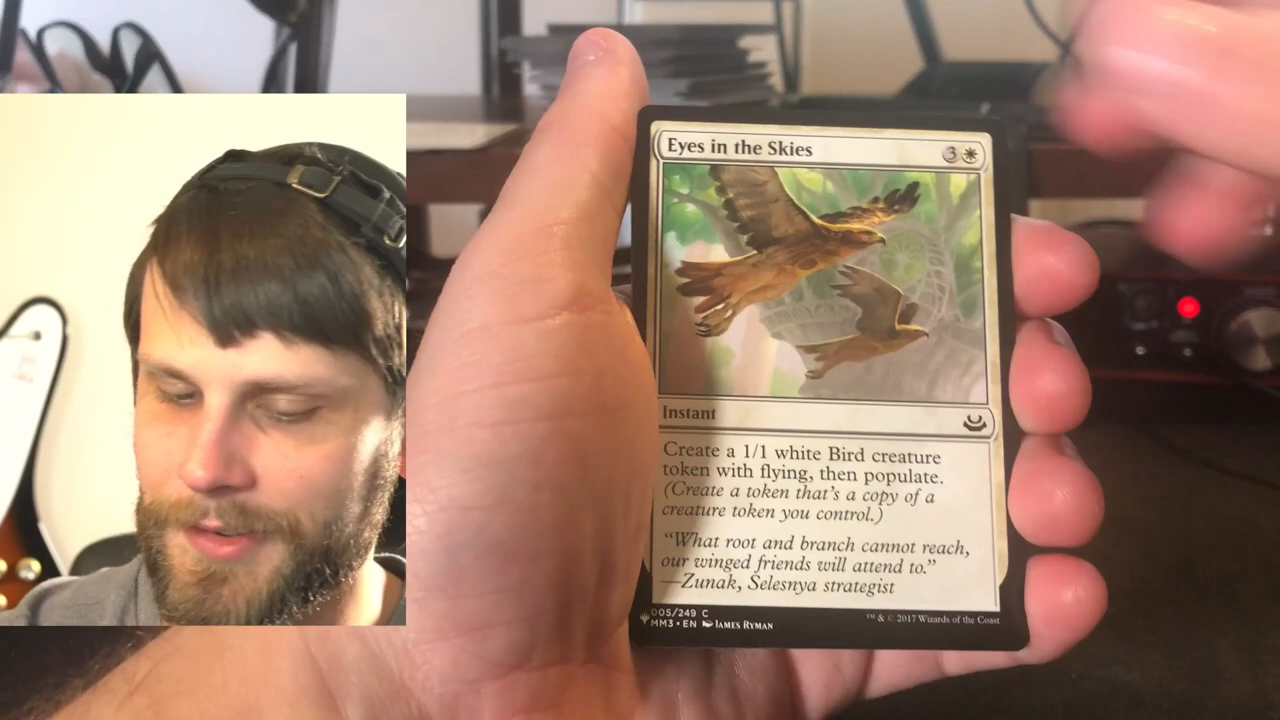 Eyes in the Skies 3
Instant
Create a 1/1 white Bird creature
token with flying, then populate.
(Create a token that's a copy of a
creature token you control.)
"What root and branch cannot reach,
our winged friends will attend to."
—Zunak, Selesnya strategist
005/249 C
MM3 • EN JAMES RYMAN
™ & © 2017 Wizards of the Coast